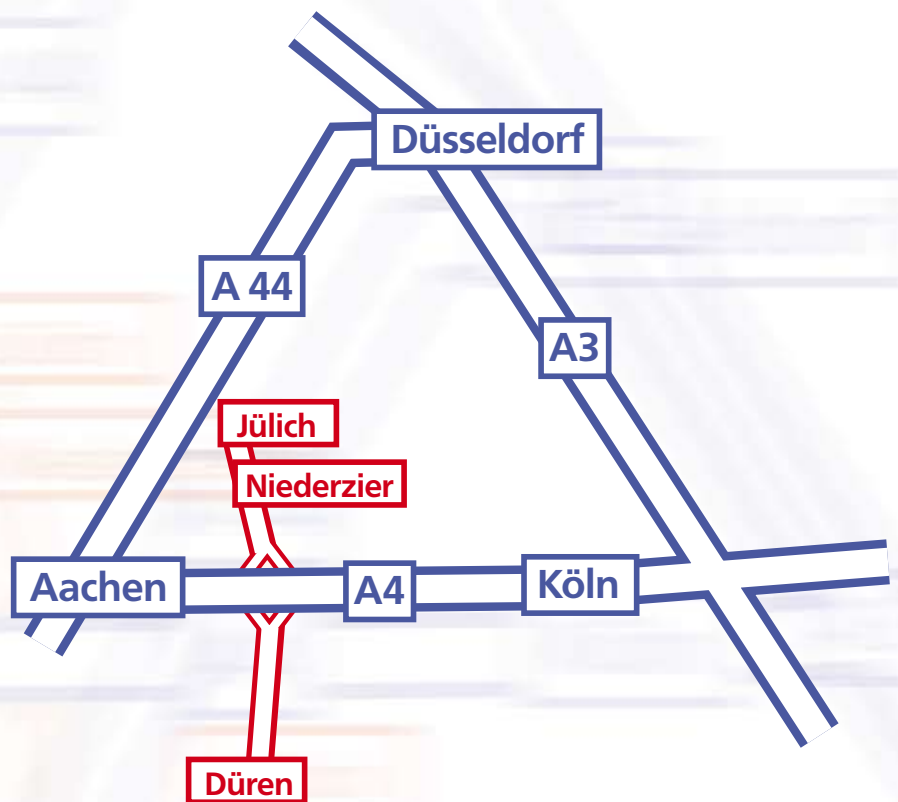 Düsseldorf
A 44
A3
Jülich
Niederzier
Aachen
A4
Köln
Düren